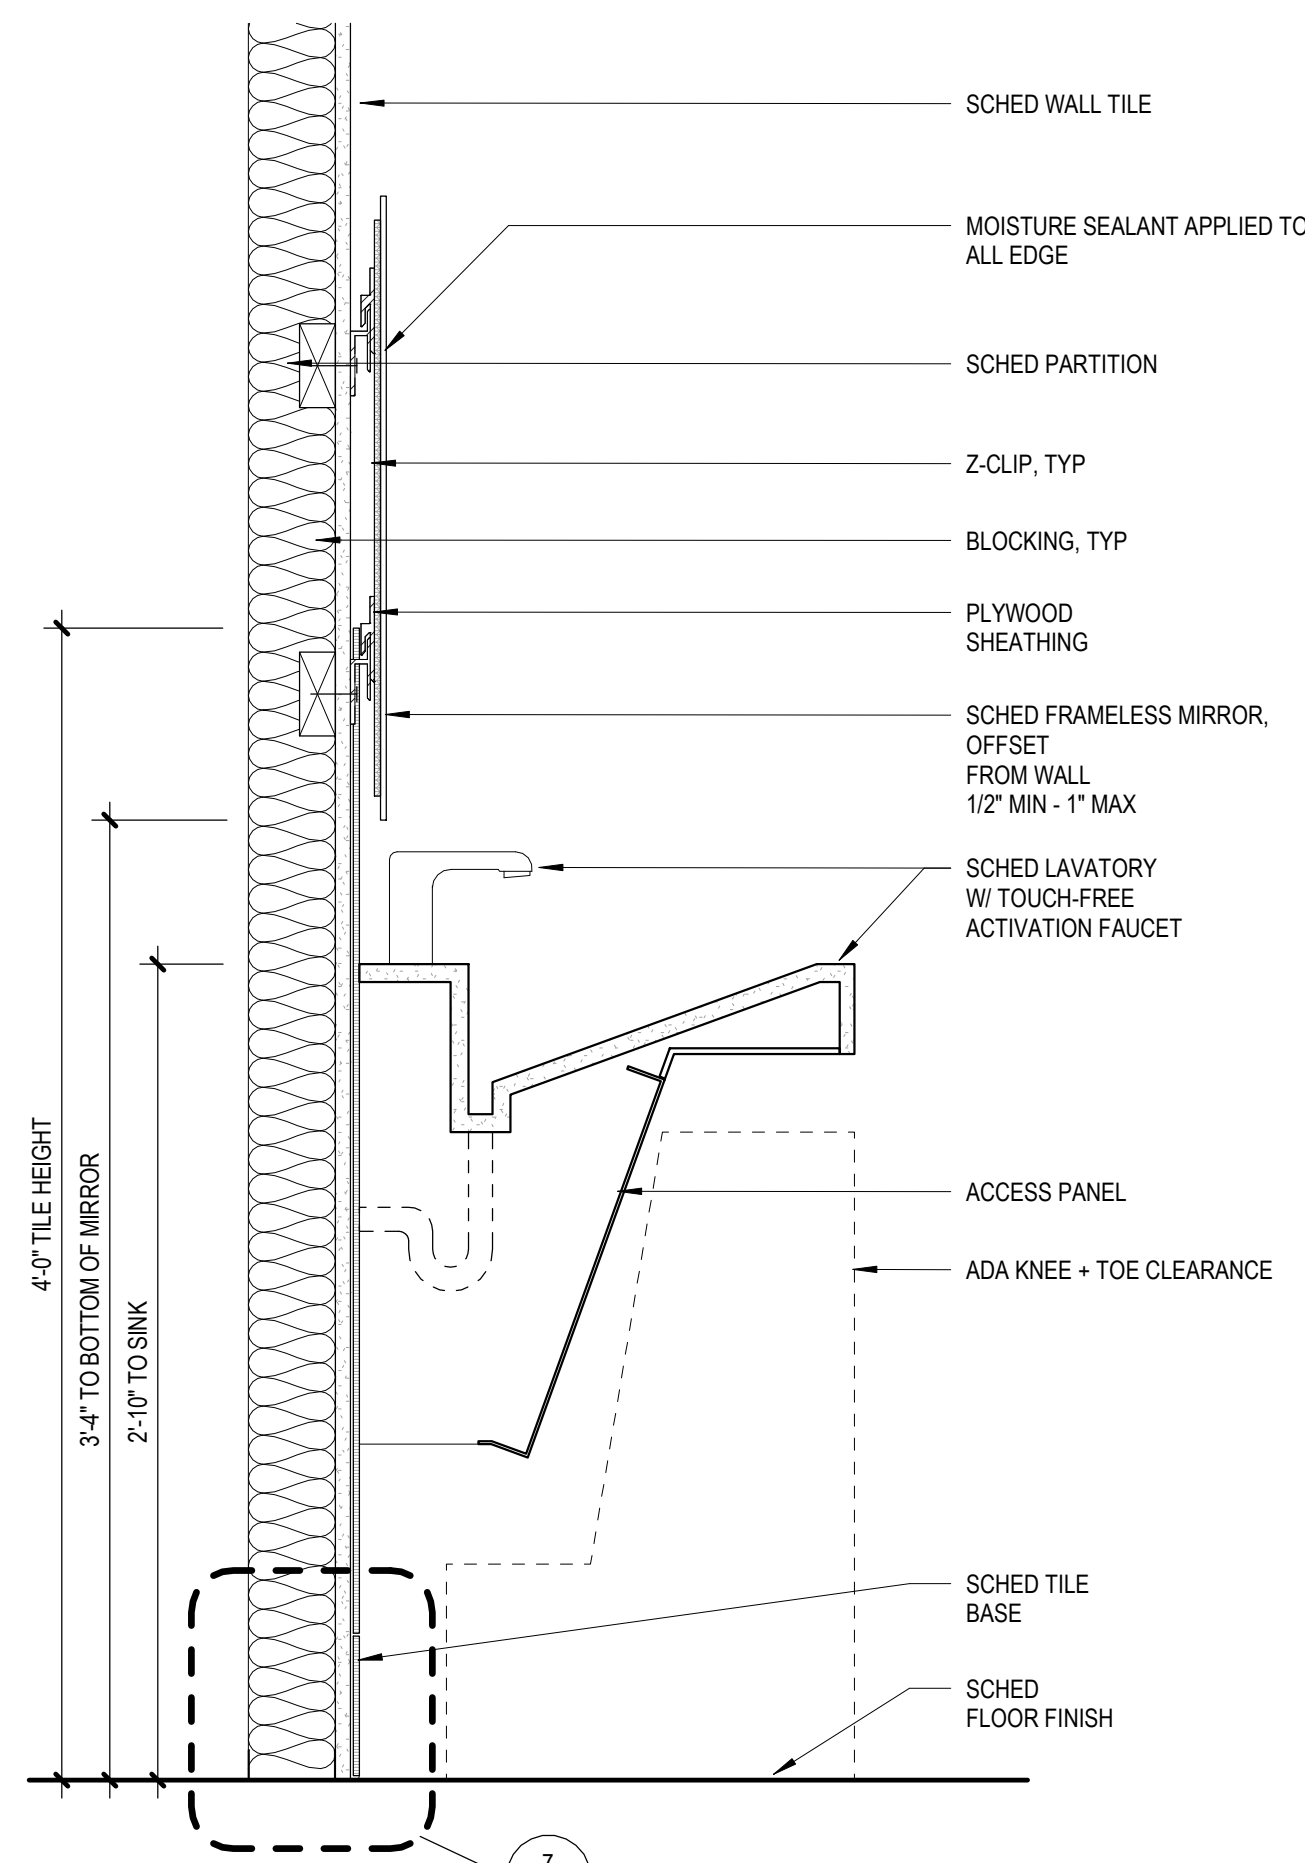 SCHED WALL TILE
MOISTURE SEALANT APPLIED TO
ALL EDGE
SCHED PARTITION
Z-CLIP, TYP
BLOCKING, TYP
PLYWOOD
SHEATHING
SCHED FRAMELESS MIRROR,
OFFSET
FROM WALL
1/2" MIN - 1" MAX
SCHED LAVATORY
W/ TOUCH-FREE
ACTIVATION FAUCET
4'-0" TILE HEIGHT
3'-4" TO BOTTOM OF MIRROR
2'-10" TO SINK
ACCESS PANEL
ADA KNEE + TOE CLEARANCE
SCHED TILE
BASE
SCHED
FLOOR FINISH
7